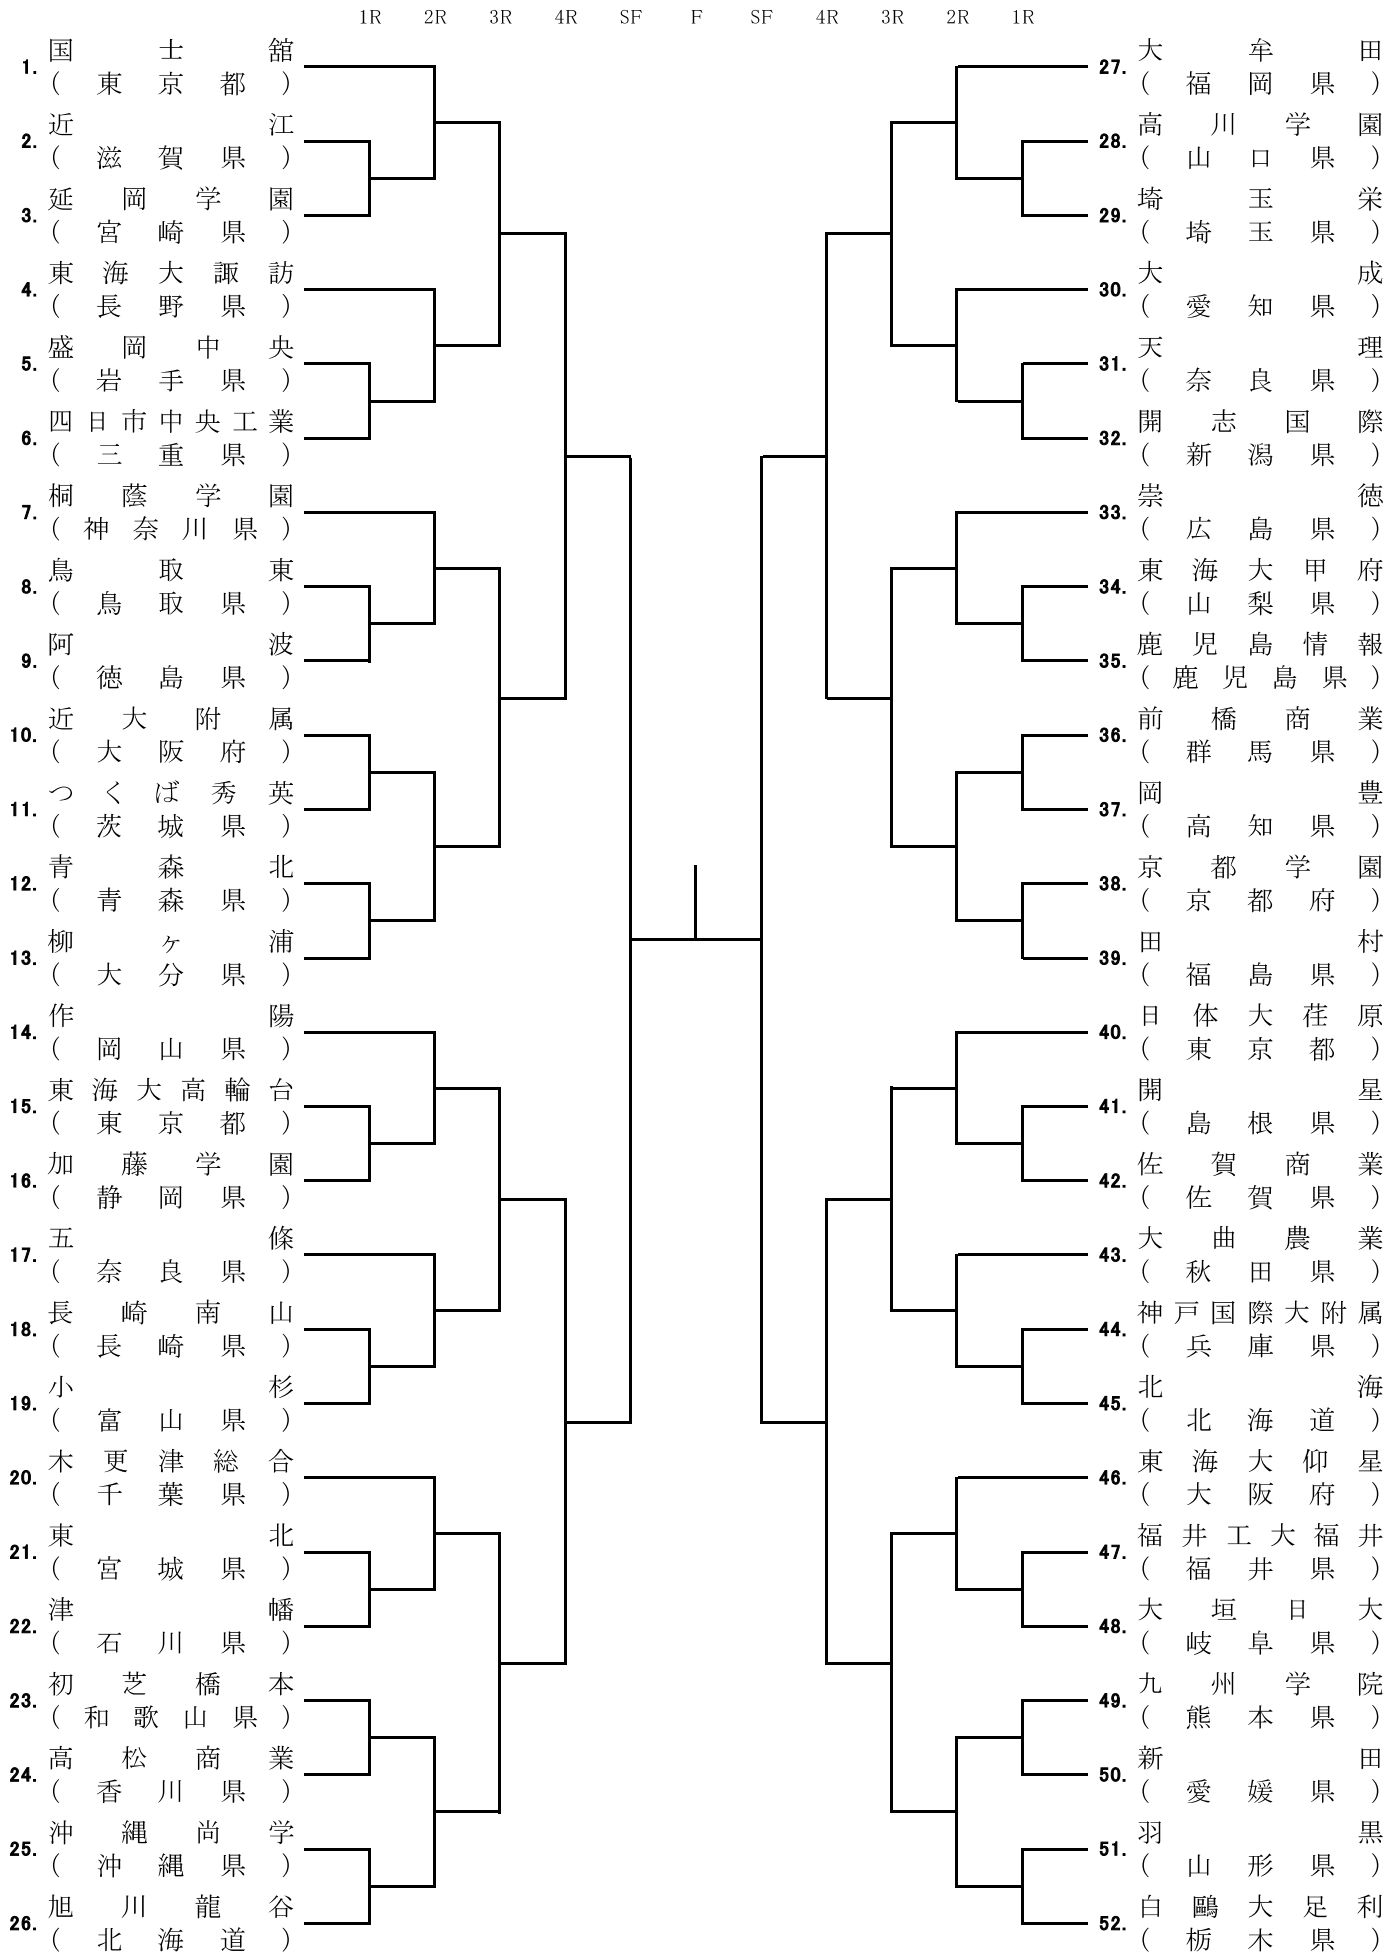 1R 2R 3R 4R SF F SF 4R 3R 2R 1R
1. 国士舘
(東京都)
2. 近江
(滋賀県)
3. 延岡学園
(宮崎県)
4. 東海大諏訪
(長野県)
5. 盛岡中央
(岩手県)
6. 四日市中央工業
(三重県)
7. 桐蔭学園
(神奈川県)
8. 鳥取東
(鳥取県)
9. 阿波
(徳島県)
10. 近大附属
(大阪府)
11. つくば秀英
(茨城県)
12. 青森北
(青森県)
13. 柳ヶ浦
(大分県)
14. 作陽
(岡山県)
15. 東海大高輪台
(東京都)
16. 加藤学園
(静岡県)
17. 五條
(奈良県)
18. 長崎南山
(長崎県)
19. 小杉
(富山県)
20. 木更津総合
(千葉県)
21. 東北
(宮城県)
22. 津幡
(石川県)
23. 初芝橋本
(和歌山県)
24. 高松商業
(香川県)
25. 沖縄尚学
(沖縄県)
26. 旭川龍谷
(北海道)
27. 大牟田
(福岡県)
28. 高川学園
(山口県)
29. 埼玉栄
(埼玉県)
30. 大成
(愛知県)
31. 天理
(奈良県)
32. 開志国際
(新潟県)
33. 崇徳
(広島県)
34. 東海大甲府
(山梨県)
35. 鹿児島情報
(鹿児島県)
36. 前橋商業
(群馬県)
37. 岡豊
(高知県)
38. 京都学園
(京都府)
39. 田村
(福島県)
40. 日体大荏原
(東京都)
41. 開星
(島根県)
42. 佐賀商業
(佐賀県)
43. 大曲農業
(秋田県)
44. 神戸国際大附属
(兵庫県)
45. 北海
(北海道)
46. 東海大仰星
(大阪府)
47. 福井工大福井
(福井県)
48. 大垣日大
(岐阜県)
49. 九州学院
(熊本県)
50. 新田
(愛媛県)
51. 羽黒
(山形県)
52. 白鷗大足利
(栃木県)